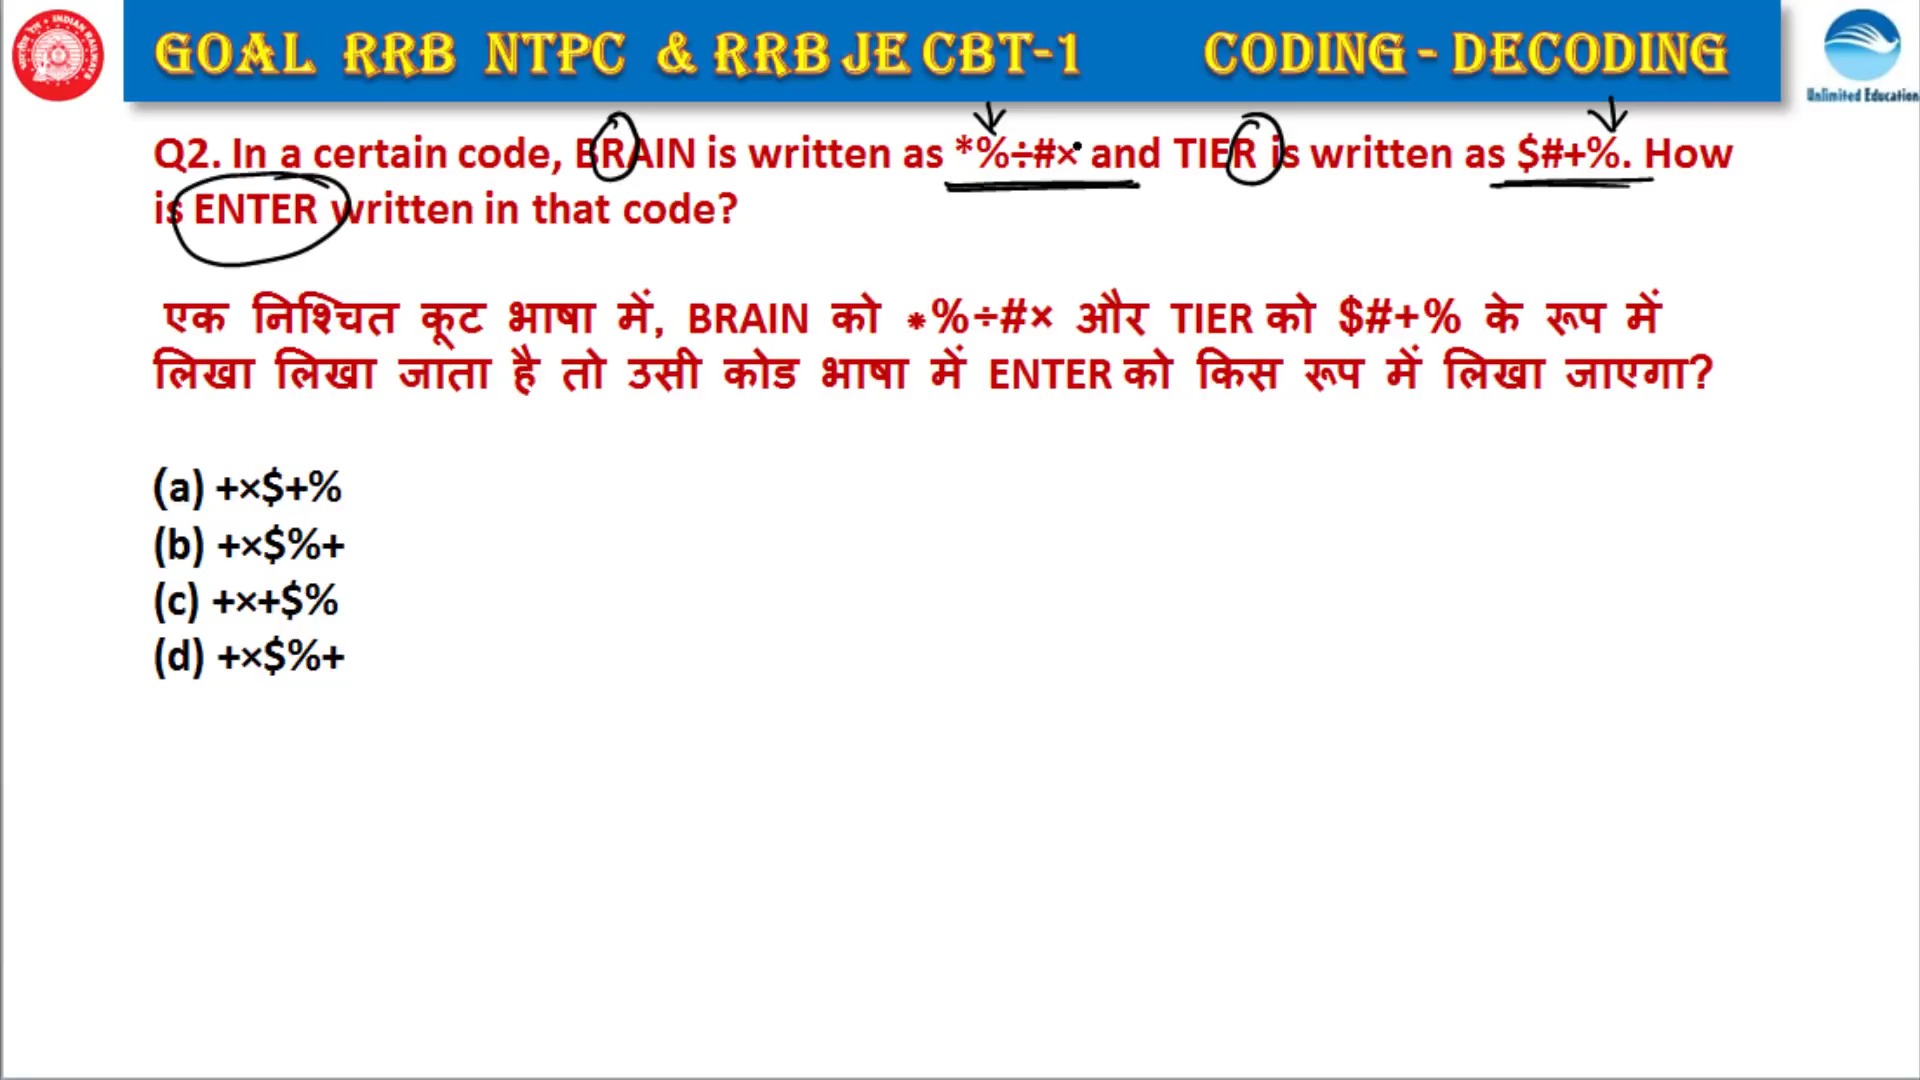 GOAL RRB NTPC & RRB JE CBT-1 CODING - DECODING
Unlimited Education
Q2. In a certain code, BRAIN is written as *%÷#× and TIER is written as $#+%. How
is ENTER written in that code?
एक निश्चित कूट भाषा में, BRAIN को *%÷#× और TIER को $#+% के रूप में
लिखा लिखा जाता है तो उसी कोड भाषा में ENTER को किस रूप में लिखा जाएगा?
(a) +×$+%
(b) +×$%+
(c) +×+$%
(d) +×$%+